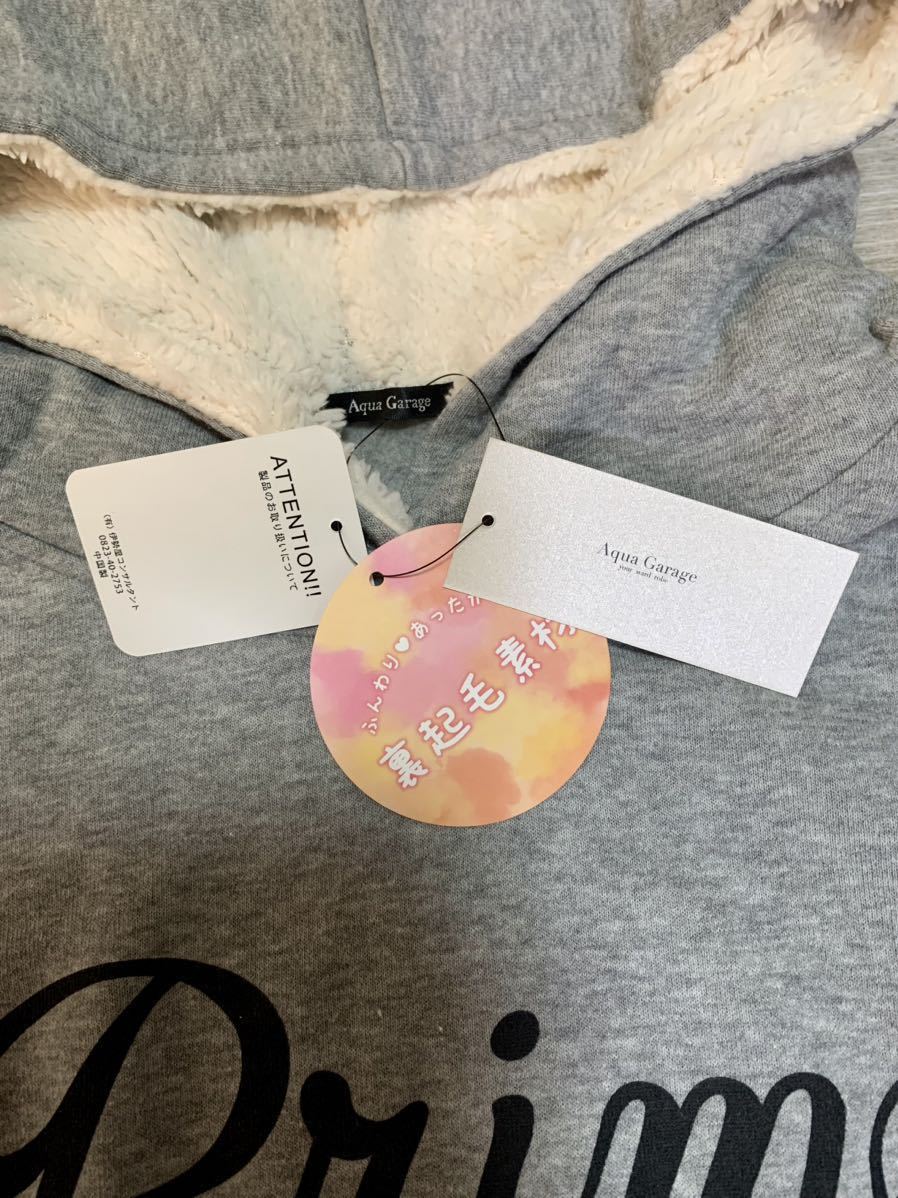 Aqua Garage
ATTENTION!!
製品のお取り扱いについて
(有)伊勢屋コンサルタント
0823-40-2753
中国製
Aqua Garage
your ward robe
ふんわり♥あったか
裏起毛素材
Prim